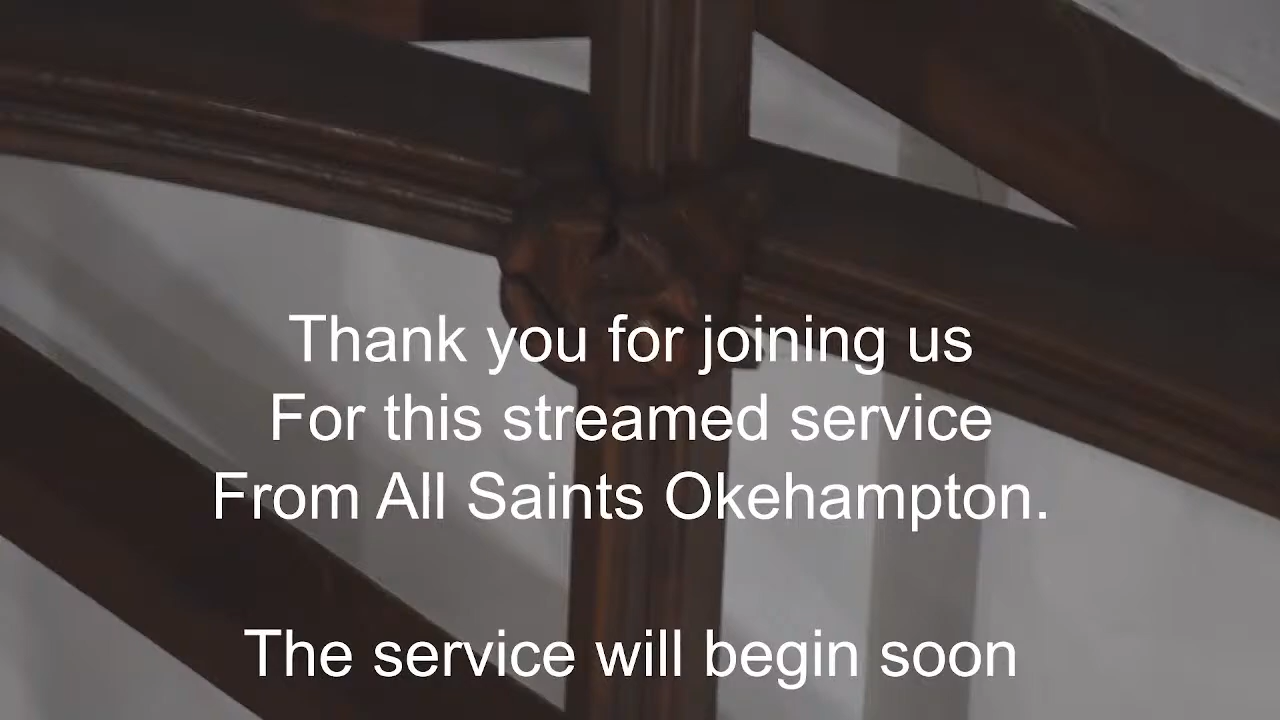 Thank you for joining us
For this streamed service
From All Saints Okehampton.
The service will begin soon